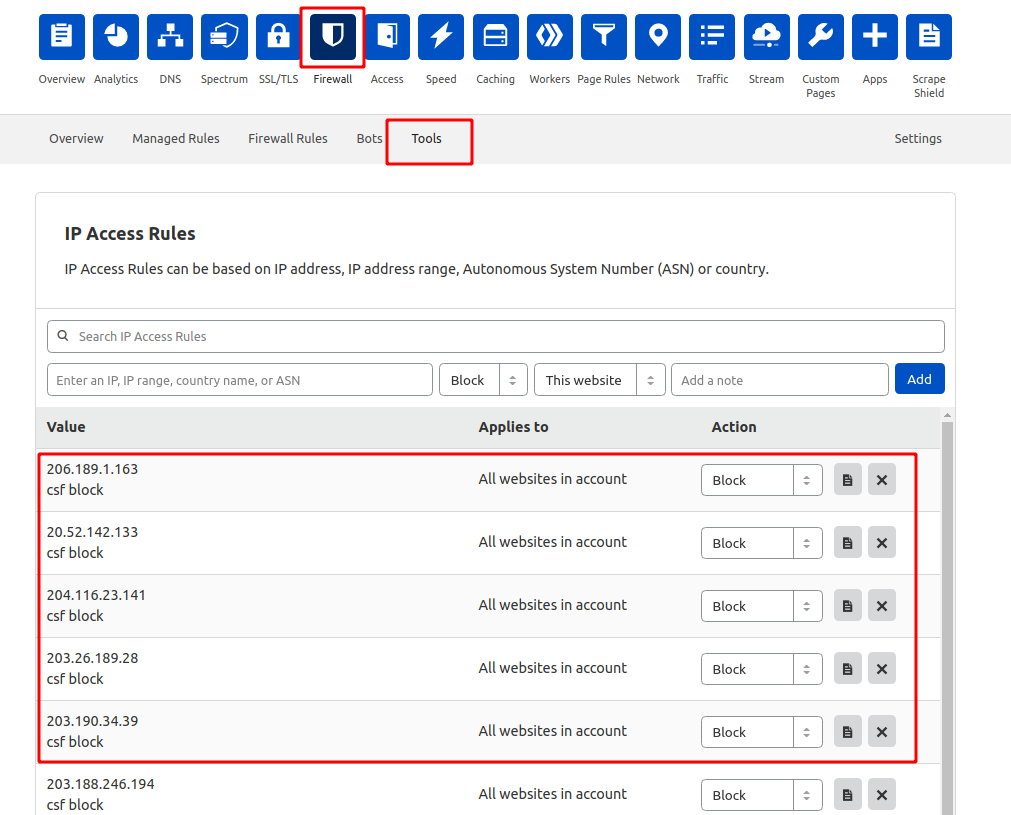 Overview Analytics DNS Spectrum SSL/TLS Firewall Access Speed Caching Workers Page Rules Network Traffic Stream Custom Pages Apps Scrape Shield
Overview Managed Rules Firewall Rules Bots Tools Settings
IP Access Rules
IP Access Rules can be based on IP address, IP address range, Autonomous System Number (ASN) or country.
Search IP Access Rules
Enter an IP, IP range, country name, or ASN Block This website Add a note Add
Value Applies to Action
206.189.1.163
csf block
All websites in account Block
20.52.142.133
csf block
All websites in account Block
204.116.23.141
csf block
All websites in account Block
203.26.189.28
csf block
All websites in account Block
203.190.34.39
csf block
All websites in account Block
203.188.246.194
csf block
All websites in account Block